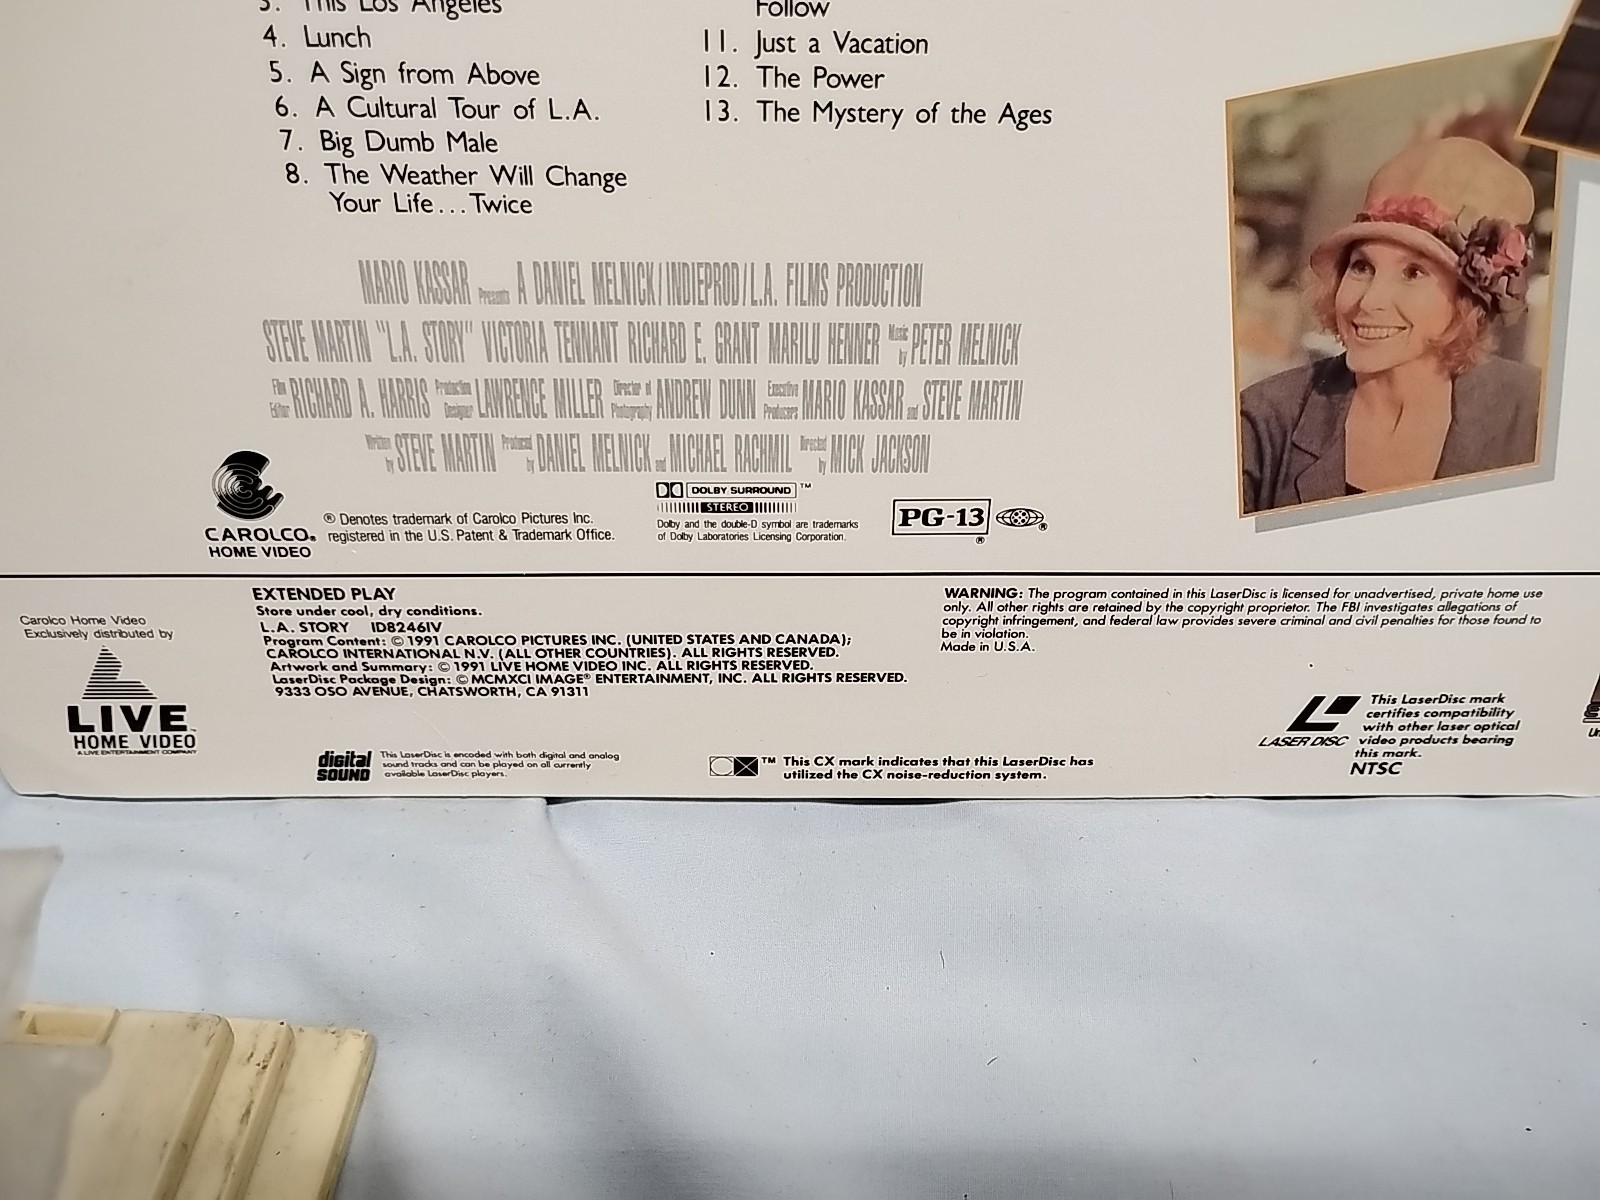 3. This Los Angeles
4. Lunch
5. A Sign from Above
6. A Cultural Tour of L.A.
7. Big Dumb Male
8. The Weather Will Change
Your Life...Twice
Follow
11. Just a Vacation
12. The Power
13. The Mystery of the Ages
MARIO KASSAR Presents A DANIEL MELNICK/INDIEPROD/L.A. FILMS PRODUCTION
STEVE MARTIN "L.A. STORY" VICTORIA TENNANT RICHARD E. GRANT MARILU HENNER Music by PETER MELNICK
Film Editor RICHARD A. HARRIS Production Designer LAWRENCE MILLER Director of Photography ANDREW DUNN Executive Producers MARIO KASSAR and STEVE MARTIN
Written by STEVE MARTIN Produced by DANIEL MELNICK and MICHAEL RACHMIL Directed by MICK JACKSON
CAROLCO®
HOME VIDEO
® Denotes trademark of Carolco Pictures Inc.
registered in the U.S. Patent & Trademark Office.
DOLBY SURROUND™
STEREO
Dolby and the double-D symbol are trademarks
of Dolby Laboratories Licensing Corporation.
PG-13®
®
Carolco Home Video
Exclusively distributed by
LIVE™
HOME VIDEO
A LIVE ENTERTAINMENT COMPANY
EXTENDED PLAY
Store under cool, dry conditions.
L.A. STORY ID8246IV
Program Content: © 1991 CAROLCO PICTURES INC. (UNITED STATES AND CANADA);
CAROLCO INTERNATIONAL N.V. (ALL OTHER COUNTRIES). ALL RIGHTS RESERVED.
Artwork and Summary: © 1991 LIVE HOME VIDEO INC. ALL RIGHTS RESERVED.
LaserDisc Package Design: © MCMXCI IMAGE® ENTERTAINMENT, INC. ALL RIGHTS RESERVED.
9333 OSO AVENUE, CHATSWORTH, CA 91311
digital
SOUND
This LaserDisc is encoded with both digital and analog
sound tracks and can be played on all currently
available LaserDisc players.
™ This CX mark indicates that this LaserDisc has
utilized the CX noise-reduction system.
WARNING: The program contained in this LaserDisc is licensed for unadvertised, private home use
only. All other rights are retained by the copyright proprietor. The FBI investigates allegations of
copyright infringement, and federal law provides severe criminal and civil penalties for those found to
be in violation.
Made in U.S.A.
LASER DISC
This LaserDisc mark
certifies compatibility
with other laser optical
video products bearing
this mark.
NTSC